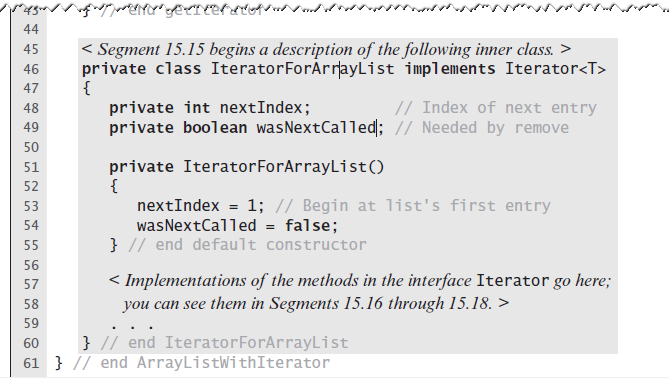 43 } // end getIterator
44
45 < Segment 15.15 begins a description of the following inner class. >
46 private class IteratorForArrayList implements Iterator<T>
47 {
48 private int nextIndex; // Index of next entry
49 private boolean wasNextCalled; // Needed by remove
50
51 private IteratorForArrayList()
52 {
53 nextIndex = 1; // Begin at list's first entry
54 wasNextCalled = false;
55 } // end default constructor
56
57 < Implementations of the methods in the interface Iterator go here;
58 you can see them in Segments 15.16 through 15.18. >
59 . . .
60 } // end IteratorForArrayList
61 } // end ArrayListWithIterator